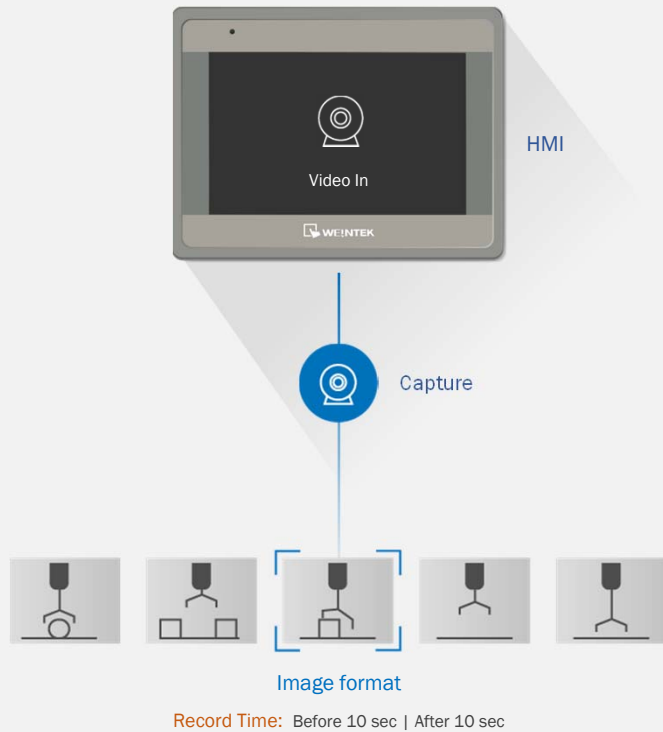 Video In
HMI
WEINTEK
Capture
Image format
Record Time: Before 10 sec | After 10 sec